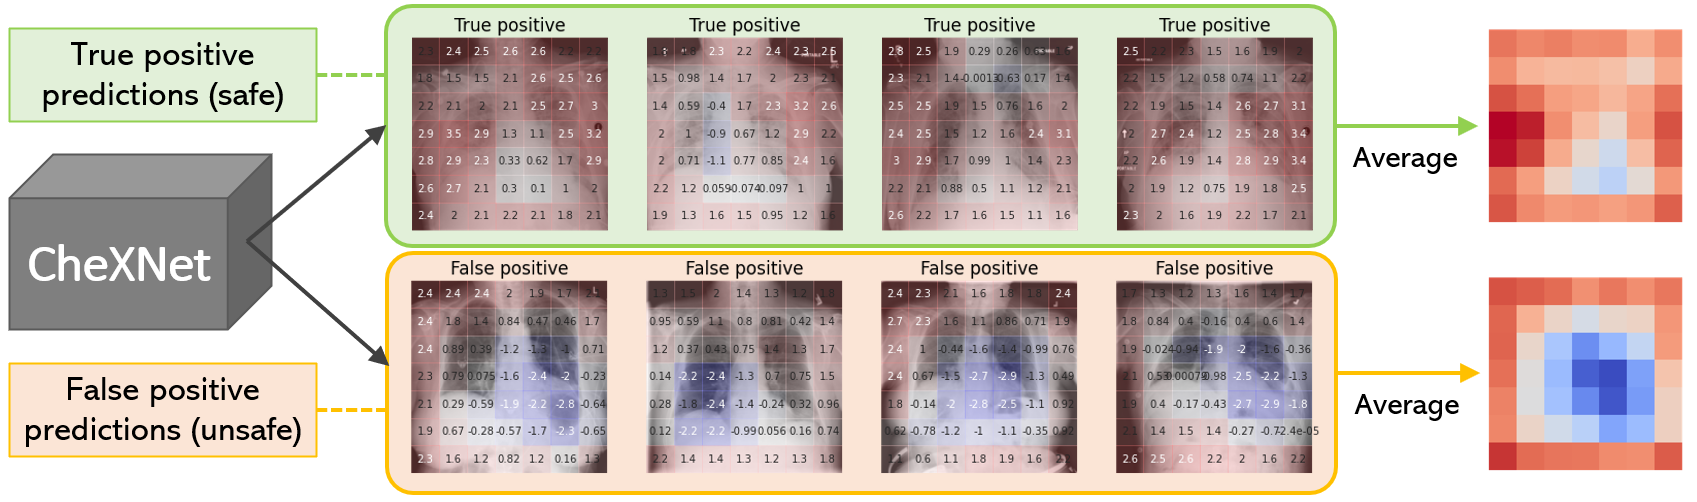 True positive
predictions (safe)
CheXNet
False positive
predictions (unsafe)
True positive True positive True positive True positive
2.3 2.4 2.5 2.6 2.6 2.2 2.2
1.8 1.5 1.5 2.1 2.6 2.5 2.6
2.2 2.1 2 2.1 2.5 2.7 3
2.9 3.5 2.9 1.3 1.1 2.5 3.2
2.8 2.9 2.3 0.33 0.62 1.7 2.9
2.6 2.7 2.1 0.3 0.1 1 2
2.4 2 2.1 2.2 2.1 1.8 2.1
2.3 2.2 2.4 2.3 2.6
1.5 0.98 1.4 1.7 2 2.3 2.1
1.4 0.59 -0.4 1.7 2.3 3.2 2.6
2 1 -0.9 0.67 1.2 2.9 2.2
2 0.71 -1.1 0.77 0.85 2.4 1.6
2.2 1.2 0.059 -0.074 0.097 1 1
1.9 1.3 1.6 1.5 0.95 1.2 1.6
2.8 2.5 1.9 0.29 0.26
2.3 2.1 1.4 -0.0013 -0.63 0.17 1.4
2.5 2.5 1.9 1.5 0.76 1.6 2
2.4 2.5 1.5 1.2 1.6 2.4 3.1
3 2.9 1.7 0.99 1 1.4 2.3
2.2 2.1 0.88 0.5 1.1 1.2 2.1
2.6 2.2 1.7 1.6 1.5 1.1 1.6
2.5 2.2 2.3 1.5 1.6 1.9 2
2.2 1.5 1.2 0.58 0.74 1.1 2.2
2.2 1.9 1.5 1.4 2.6 2.7 3.1
2 2.7 2.4 1.2 2.5 2.8 3.4
2.2 2.6 1.9 1.4 2.8 2.9 3.4
2 1.9 1.2 0.75 1.9 1.8 2.5
2.3 2 1.6 1.9 2.2 1.7 2.1
Average
False positive False positive False positive False positive
2.4 2.4 2.4 2 1.9 1.7
2.4 1.8 1.4 0.84 0.47 0.46 1.7
2.4 0.89 0.39 -1.2 -1.3 -1 0.71
2.3 0.79 0.075 -1.6 -2.4 -2 -0.23
2.1 0.29 -0.59 -1.9 -2.2 -2.8 -0.64
1.9 0.67 -0.28 -0.57 -1.7 -2.3 -0.65
2.3 1.6 1.2 0.82 1.2 0.16 1.3
1.3 1.5 2 1.4 1.3 1.2 1.8
0.95 0.59 1.1 0.8 0.81 0.42 1.4
1.2 0.37 0.43 0.75 1.4 1.3 1.7
0.14 -2.2 -2.4 -1.3 0.7 0.75 1.5
0.28 -1.8 -2.4 -1.4 -0.24 0.32 0.96
0.12 -2.2 -2.2 -0.99 0.056 0.16 0.74
2.2 1.4 1.4 1.3 1.2 1.3 1.8
2.4 2.3 2.1 1.6 1.8 1.8 2.4
2.7 2.3 1.6 1.1 0.86 0.71 1.9
2.4 1 -0.44 -1.6 -1.4 -0.99 0.76
2.4 0.67 -1.5 -2.7 -2.9 -1.3 0.49
1.8 -0.14 -2 -2.8 -2.5 -1.1 0.92
0.62 -0.78 -1.2 -1 -1.1 -0.35 0.92
1.1 0.6 1.1 1.8 1.9 1.6
1.7 1.3 1.2 1.3 1.6 1.4 1.7
1.8 0.84 0.4 -0.16 0.4 0.6 1.4
1.9 -0.024 -0.94 -1.9 -2 -1.6 -0.36
2.1 0.53 0.00079 -0.98 -2.5 -2.2 -1.3
1.9 0.4 -0.17 -0.43 -2.7 -2.9 -1.8
2.1 1.4 1.5 1.4 -0.27
2.6 2.5 2.6 2.2 2 1.6 2.2
Average